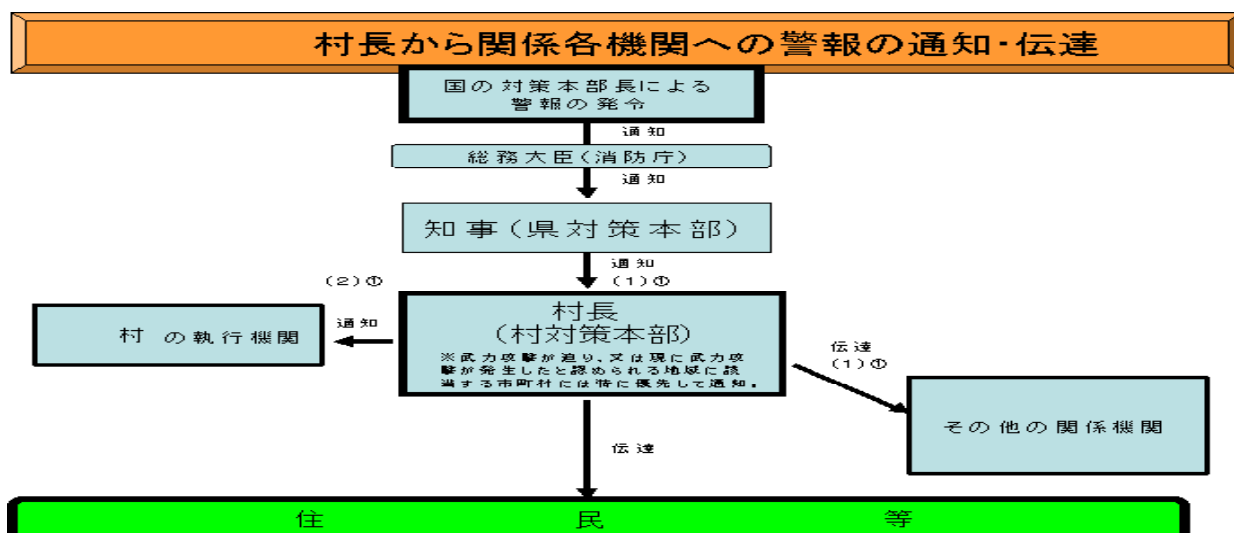 村長から関係各機関への警報の通知・伝達
国の対策本部長による
警報の発令
通知
総務大臣(消防庁)
通知
知事(県対策本部)
通知
(1)①
(2)①
通知
村 の執行機関
村長
(村対策本部)
※武力攻撃が迫り、又は現に武力攻
撃が発生したと認められる地域に該
当する市町村には特に優先して通知。
伝達
(1)①
その他の関係機関
伝達
住 民 等